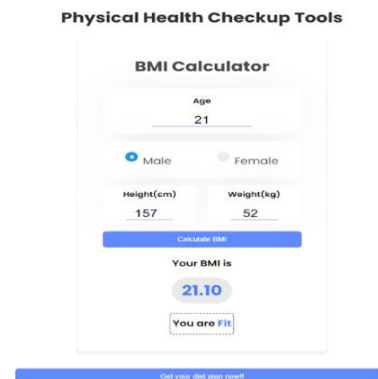 Physical Health Checkup Tools
BMI Calculator
Age
21
Male Female
Height(cm) Weight(kg)
157 52
Calculate BMI
Your BMI is
21.10
You are Fit
Get your diet plan now!!